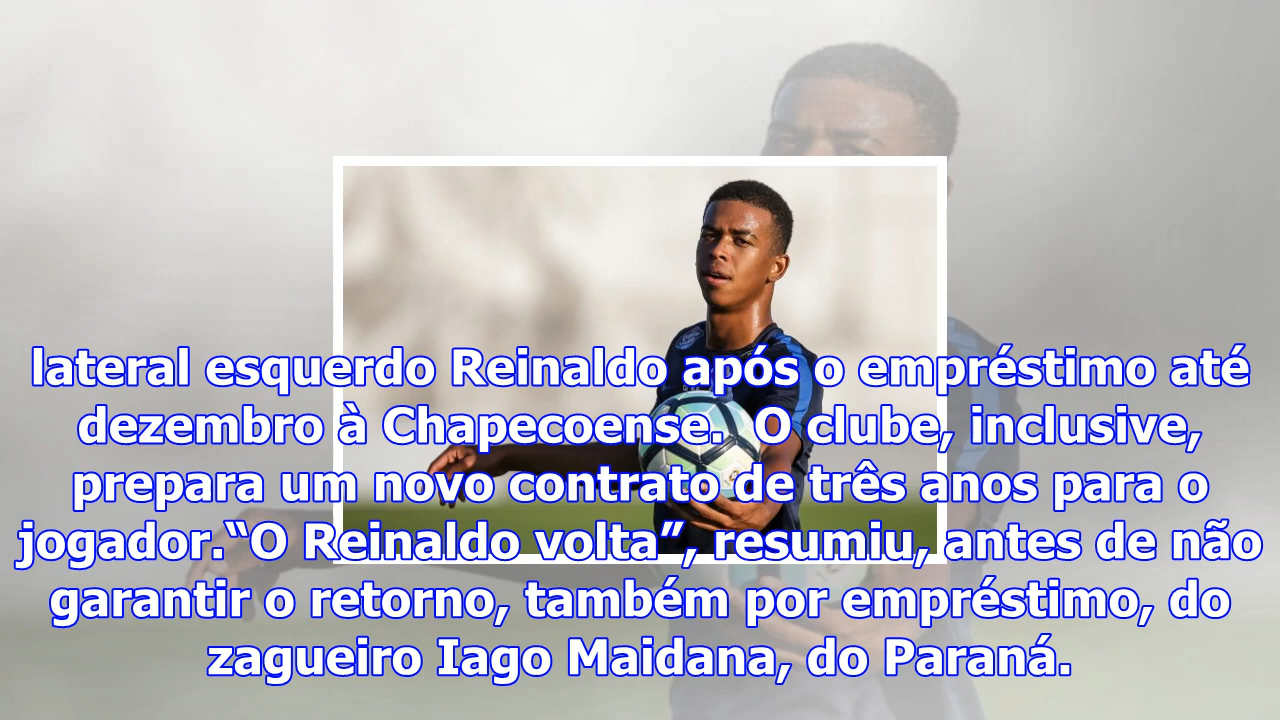 lateral esquerdo Reinaldo após o empréstimo até
dezembro à Chapecoense.  O clube, inclusive,
prepara um novo contrato de três anos para o
jogador.“O Reinaldo volta”, resumiu, antes de não
garantir o retorno, também por empréstimo, do
zagueiro Iago Maidana, do Paraná.